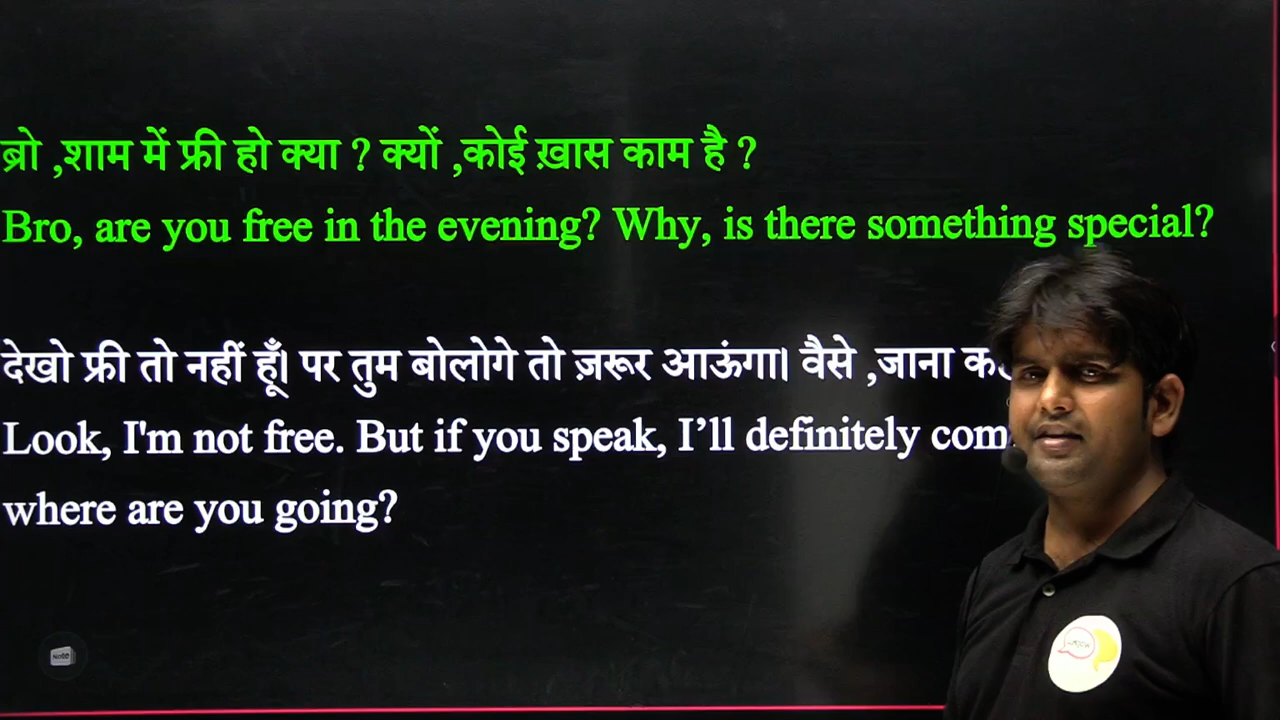 ब्रो ,शाम में फ्री हो क्या ? क्यों ,कोई ख़ास काम है ?
Bro, are you free in the evening? Why, is there something special?
देखो फ्री तो नहीं हूँ। पर तुम बोलोगे तो ज़रूर आऊंगा। वैसे ,जाना
Look, I'm not free. But if you speak, I’ll definitely
where are you going?
Note